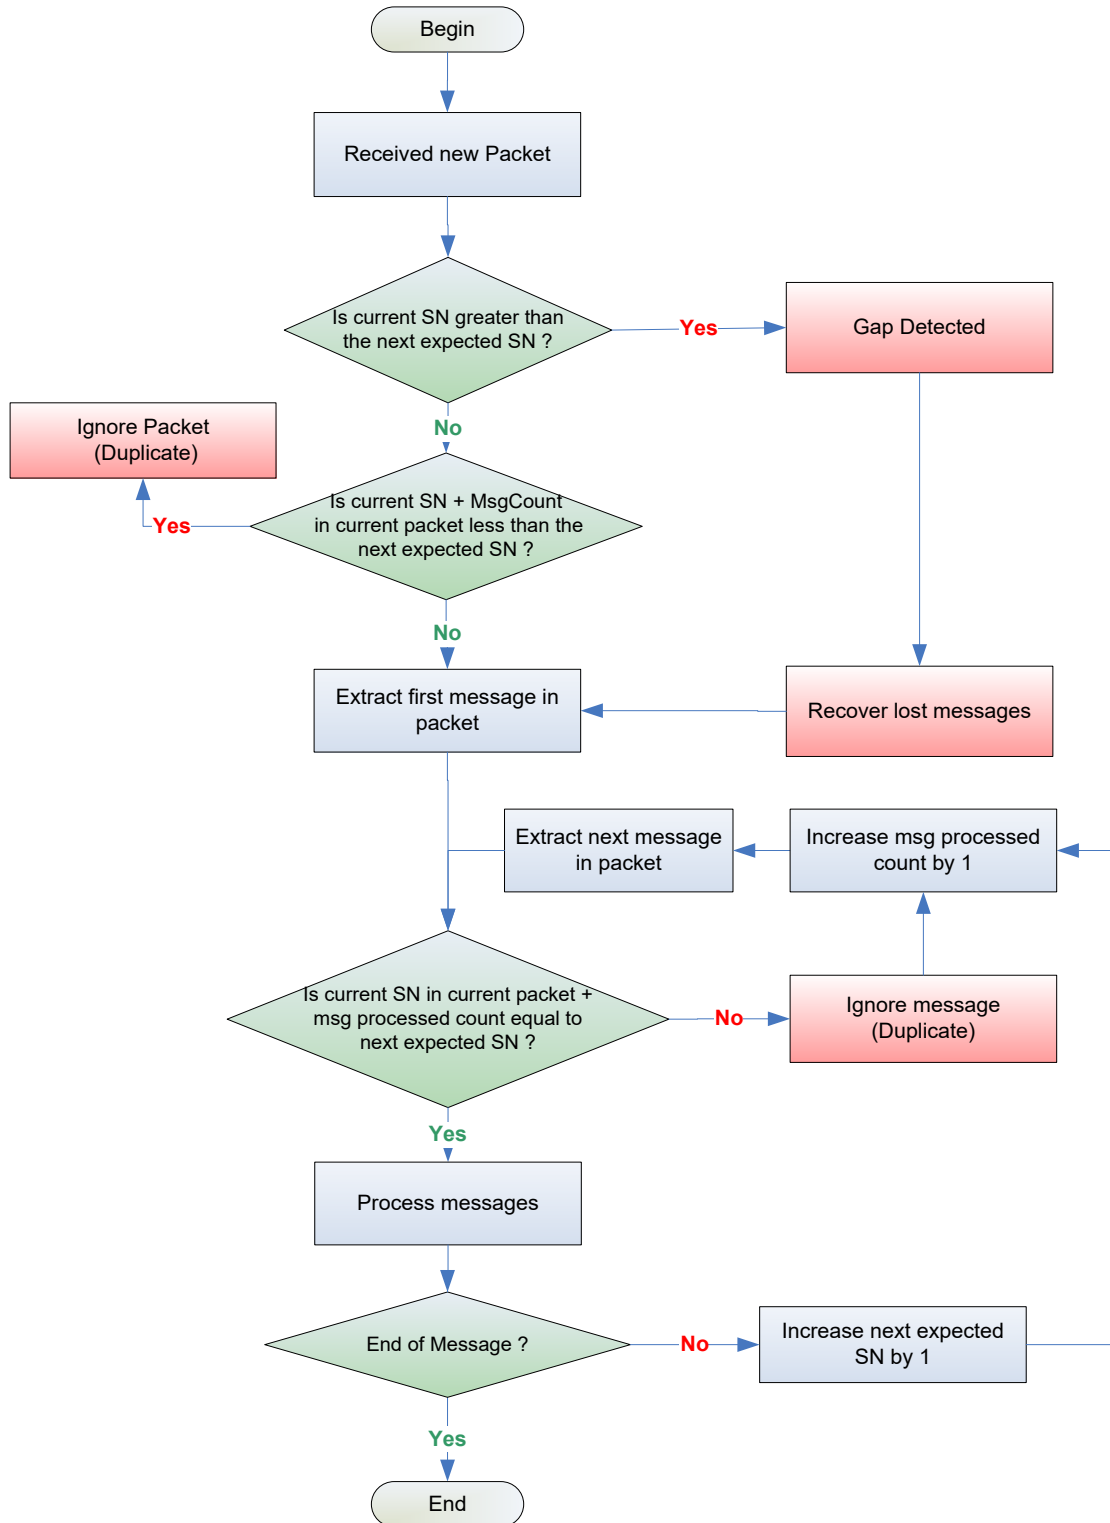 Begin
Received new Packet
Is current SN greater than
the next expected SN ?
Yes
Gap Detected
No
Ignore Packet
(Duplicate)
Is current SN + MsgCount
in current packet less than the
next expected SN ?
Yes
No
Extract first message in
packet
Recover lost messages
Extract next message
in packet
Increase msg processed
count by 1
Is current SN in current packet +
msg processed count equal to
next expected SN ?
No
Ignore message
(Duplicate)
Yes
Process messages
End of Message ?
No
Increase next expected
SN by 1
Yes
End